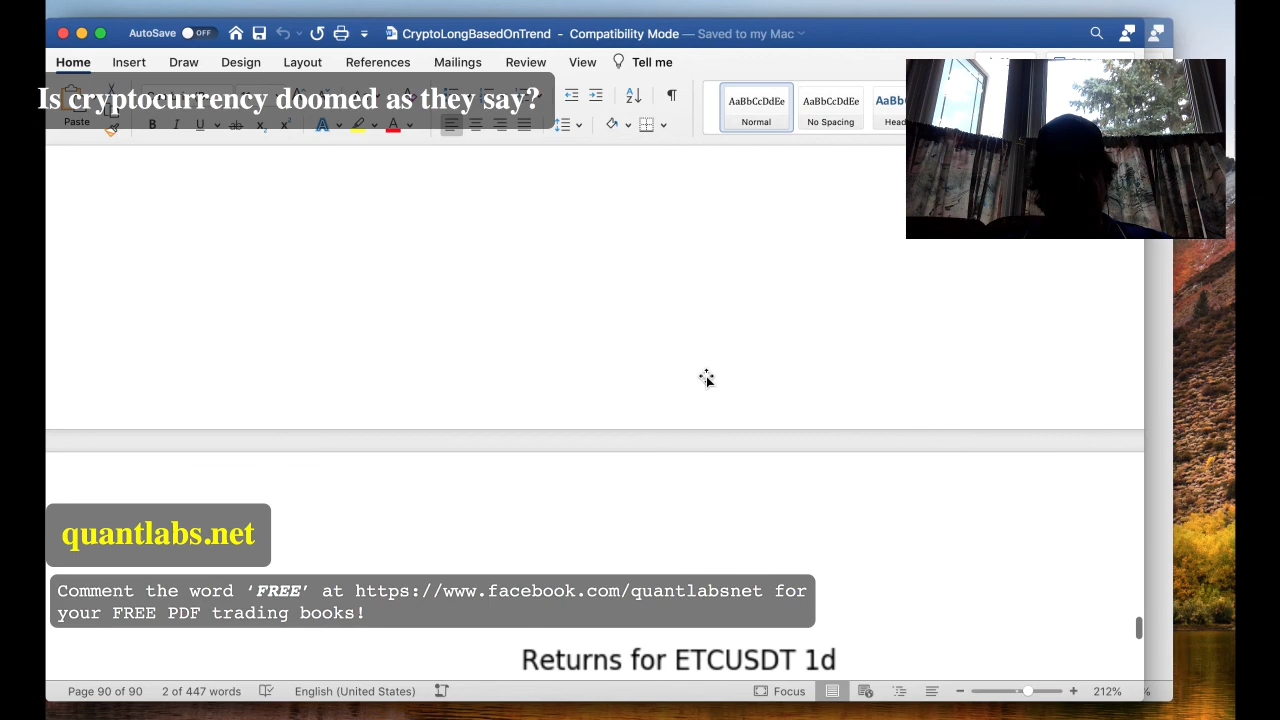 AutoSave OFF CryptoLongBasedOnTrend - Compatibility Mode — Saved to my Mac
Home Insert Draw Design Layout References Mailings Review View Tell me
Is cryptocurrency doomed as they say?
Paste
AaBbCcDdEe AaBbCcDdEe AaBb
Normal No Spacing Head
quantlabs.net
Comment the word ‘FREE’ at https://www.facebook.com/quantlabsnet for
your FREE PDF trading books!
Returns for ETCUSDT 1d
Page 90 of 90 2 of 447 words English (United States) Focus 212% %